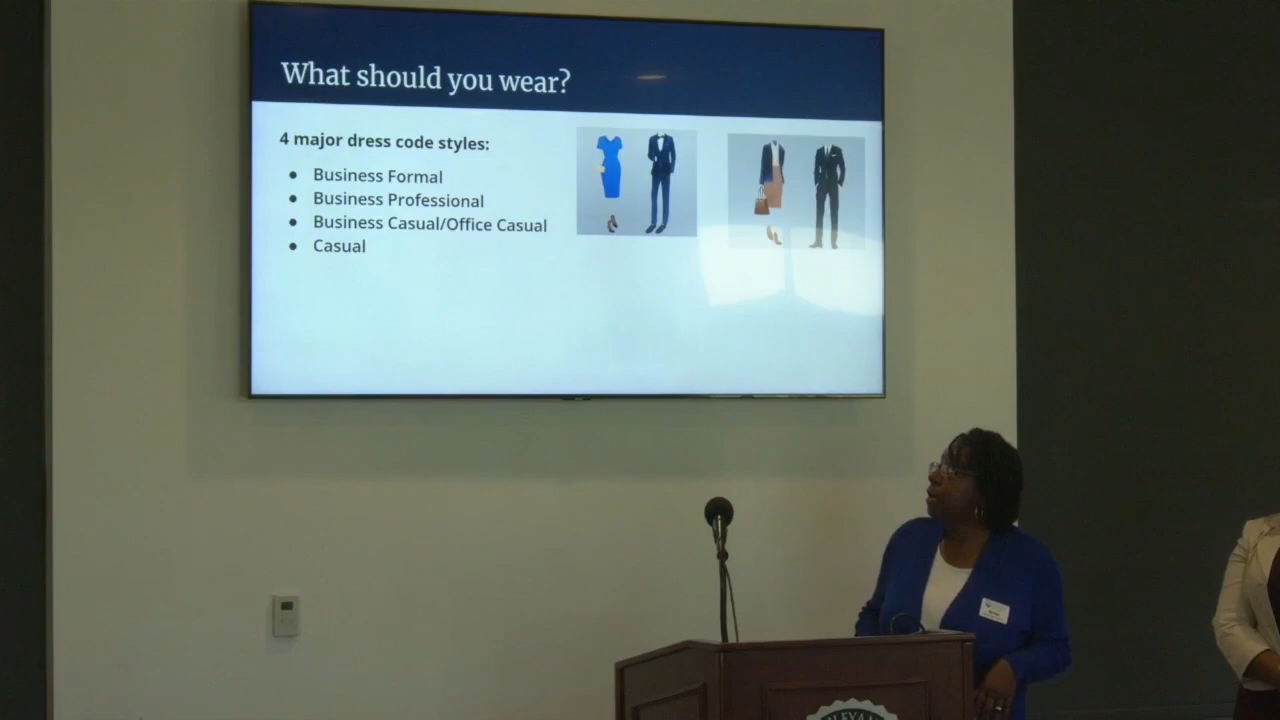 What should you wear?
4 major dress code styles:
● Business Formal
● Business Professional
● Business Casual/Office Casual
● Casual